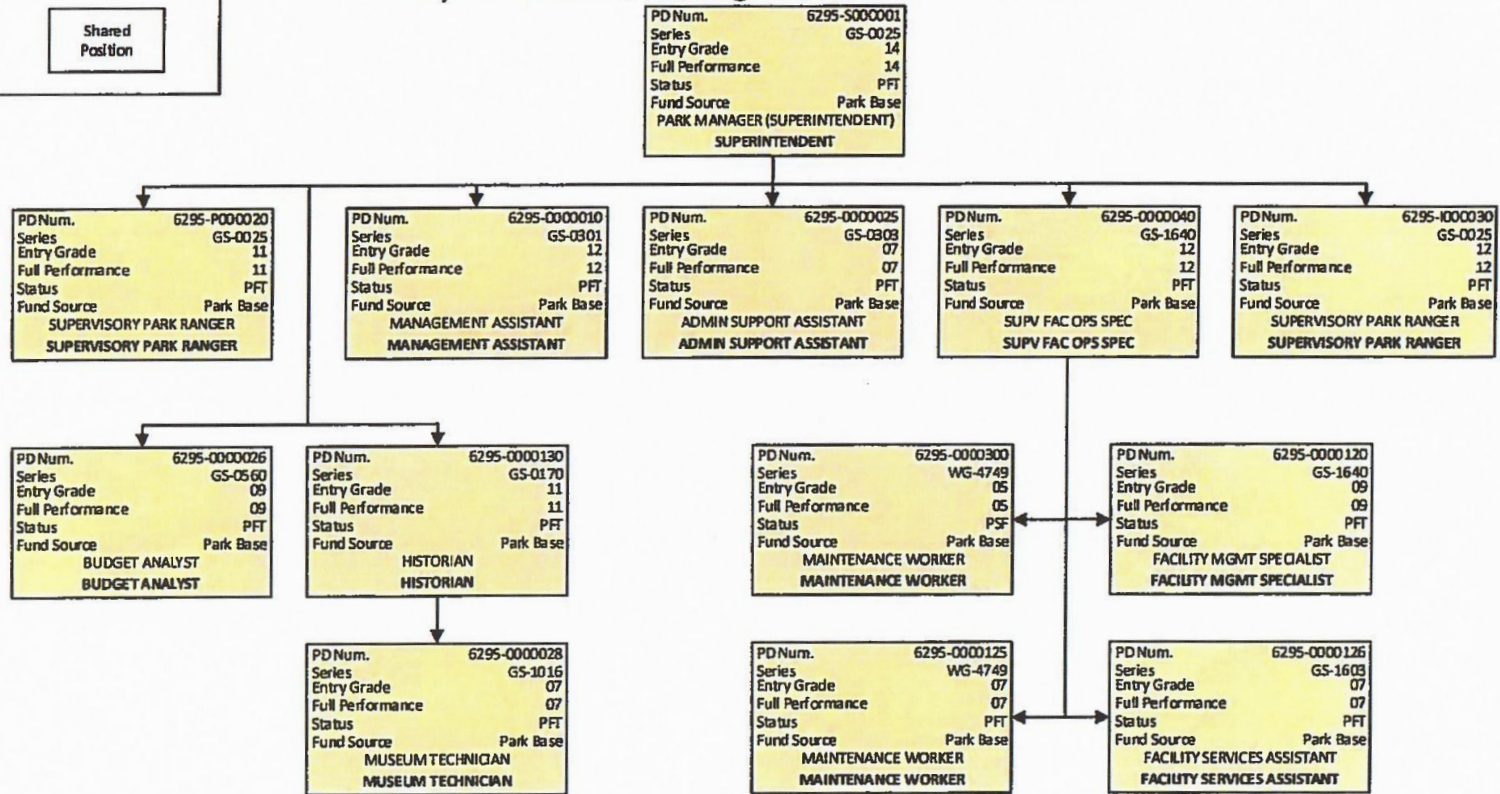 Shared
Position
PD Num. 6295-S000001
Series GS-0025
Entry Grade 14
Full Performance 14
Status PFT
Fund Source Park Base
PARK MANAGER (SUPERINTENDENT)
SUPERINTENDENT
PD Num. 6295-P000020
Series GS-0025
Entry Grade 11
Full Performance 11
Status PFT
Fund Source Park Base
SUPERVISORY PARK RANGER
SUPERVISORY PARK RANGER
PD Num. 6295-0000010
Series GS-0301
Entry Grade 12
Full Performance 12
Status PFT
Fund Source Park Base
MANAGEMENT ASSISTANT
MANAGEMENT ASSISTANT
PD Num. 6295-0000025
Series GS-0303
Entry Grade 07
Full Performance 07
Status PFT
Fund Source Park Base
ADMIN SUPPORT ASSISTANT
ADMIN SUPPORT ASSISTANT
PD Num. 6295-0000040
Series GS-1640
Entry Grade 12
Full Performance 12
Status PFT
Fund Source Park Base
SUPV FAC OPS SPEC
SUPV FAC OPS SPEC
PD Num. 6295-I000030
Series GS-0025
Entry Grade 12
Full Performance 12
Status PFT
Fund Source Park Base
SUPERVISORY PARK RANGER
SUPERVISORY PARK RANGER
PD Num. 6295-0000026
Series GS-0560
Entry Grade 09
Full Performance 09
Status PFT
Fund Source Park Base
BUDGET ANALYST
BUDGET ANALYST
PD Num. 6295-0000130
Series GS-0170
Entry Grade 11
Full Performance 11
Status PFT
Fund Source Park Base
HISTORIAN
HISTORIAN
PD Num. 6295-0000300
Series WG-4749
Entry Grade 05
Full Performance 05
Status PSF
Fund Source Park Base
MAINTENANCE WORKER
MAINTENANCE WORKER
PD Num. 6295-0000120
Series GS-1640
Entry Grade 09
Full Performance 09
Status PFT
Fund Source Park Base
FACILITY MGMT SPECIALIST
FACILITY MGMT SPECIALIST
PD Num. 6295-0000028
Series GS-1016
Entry Grade 07
Full Performance 07
Status PFT
Fund Source Park Base
MUSEUM TECHNICIAN
MUSEUM TECHNICIAN
PD Num. 6295-0000125
Series WG-4749
Entry Grade 07
Full Performance 07
Status PFT
Fund Source Park Base
MAINTENANCE WORKER
MAINTENANCE WORKER
PD Num. 6295-0000126
Series GS-1603
Entry Grade 07
Full Performance 07
Status PFT
Fund Source Park Base
FACILITY SERVICES ASSISTANT
FACILITY SERVICES ASSISTANT